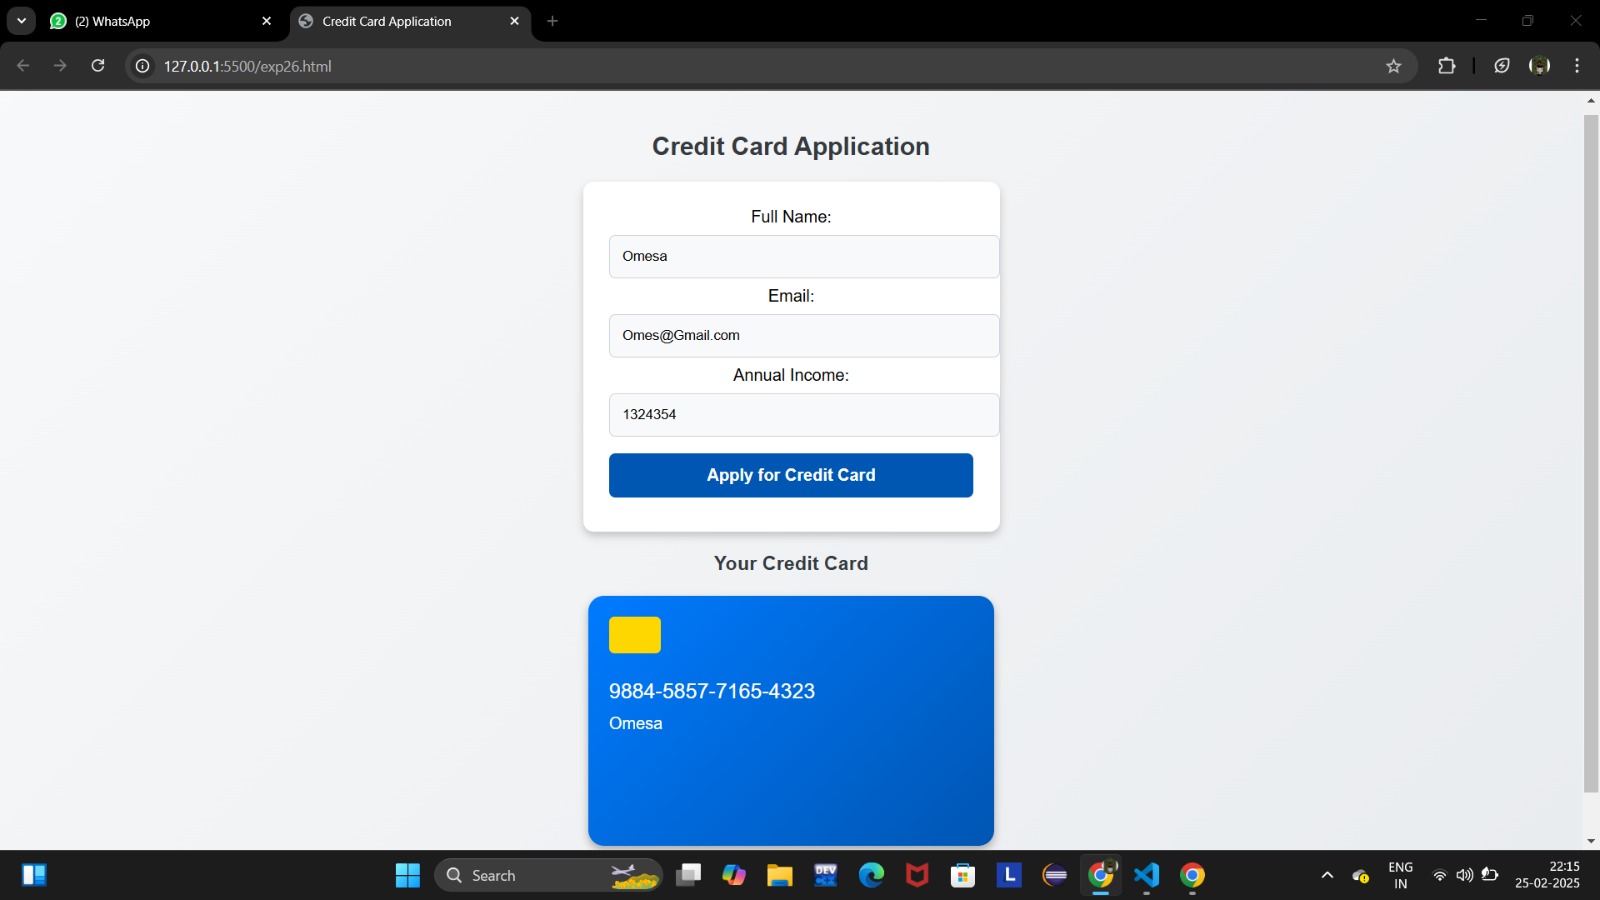 (2) WhatsApp
Credit Card Application
127.0.0.1:5500/exp26.html
Credit Card Application
Full Name:
Omesa
Email:
Omes@Gmail.com
Annual Income:
1324354
Apply for Credit Card
Your Credit Card
9884-5857-7165-4323
Omesa
Search
DEV
L
ENG
IN
22:15
25-02-2025